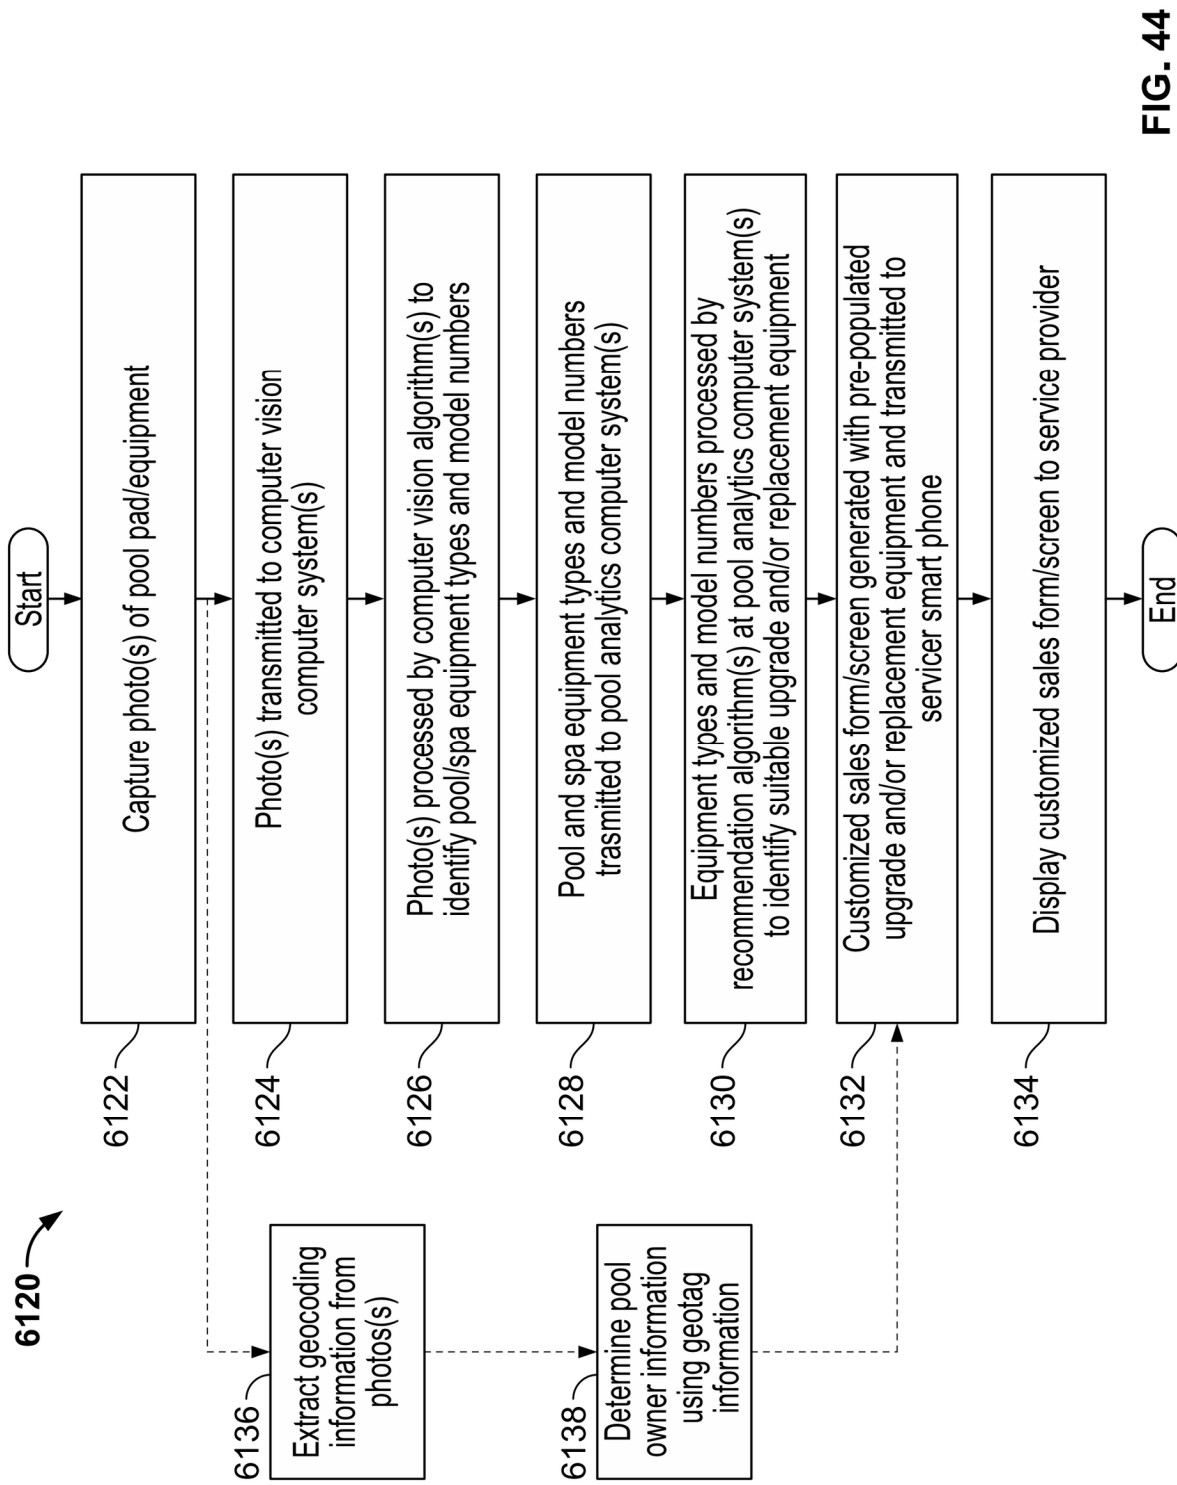 6120
Start
6122
Capture photo(s) of pool pad/equipment
6124
Photo(s) transmitted to computer vision
computer system(s)
6126
Photo(s) processed by computer vision algorithm(s) to
identify pool/spa equipment types and model numbers
6128
Pool and spa equipment types and model numbers
trasmitted to pool analytics computer system(s)
6130
Equipment types and model numbers processed by
recommendation algorithm(s) at pool analytics computer system(s)
to identify suitable upgrade and/or replacement equipment
6132
Customized sales form/screen generated with pre-populated
upgrade and/or replacement equipment and transmitted to
servicer smart phone
6134
Display customized sales form/screen to service provider
End
6136
Extract geocoding
information from
photos(s)
6138
Determine pool
owner information
using geotag
information
FIG. 44